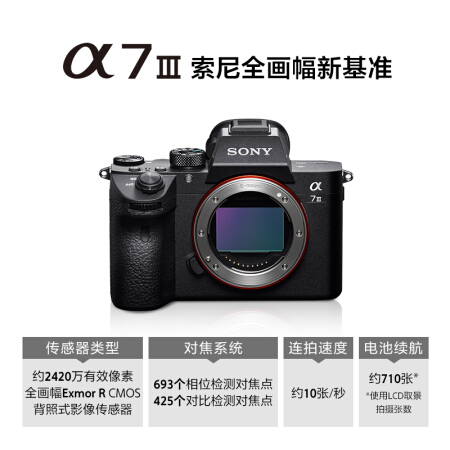 α7III 索尼全画幅新基准
SONY
α
7III
传感器类型
约2420万有效像素
全画幅Exmor R CMOS
背照式影像传感器
对焦系统
693个相位检测对焦点
425个对比检测对焦点
连拍速度
约10张/秒
电池续航
约710张*
*使用LCD取景
拍摄张数